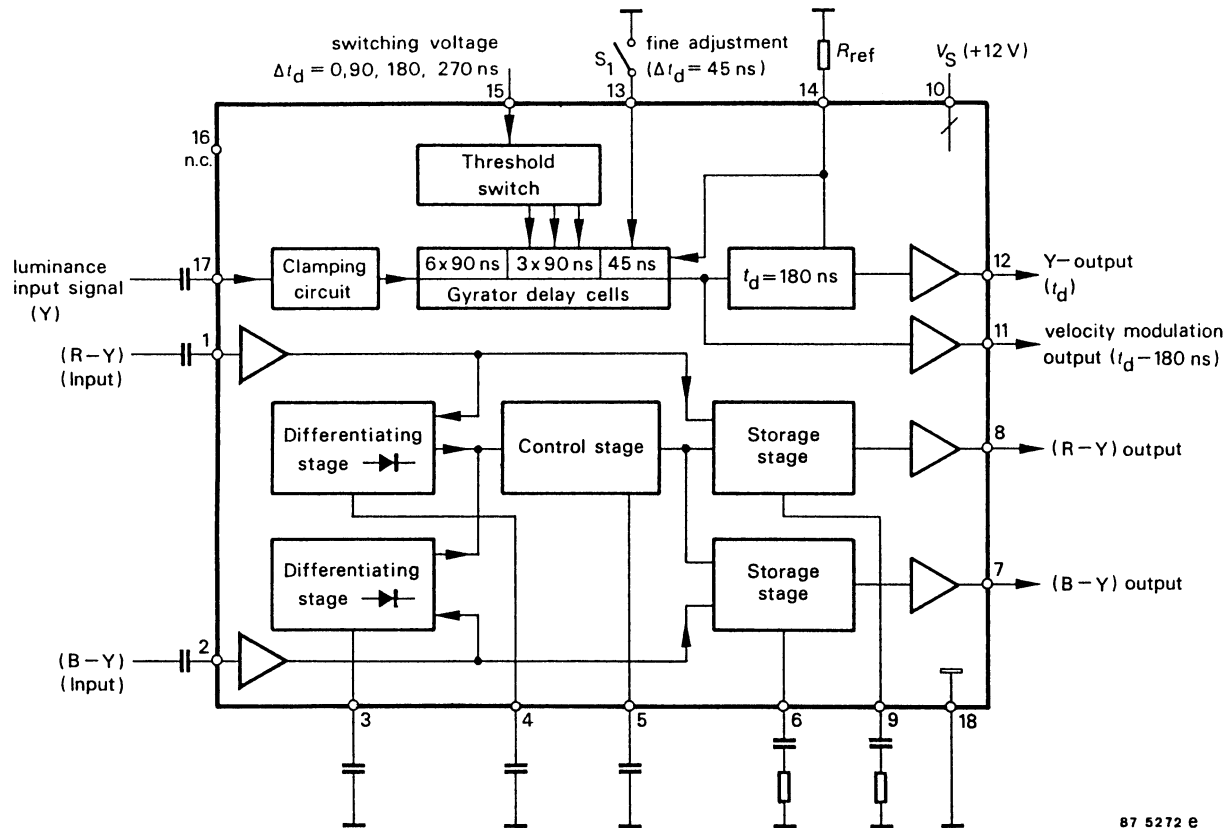 switching voltage
Δtd = 0,90, 180, 270 ns
15
S1
fine adjustment
(Δtd = 45 ns)
13
Rref
14
VS (+12 V)
10
16
n.c.
Threshold
switch
luminance
input signal
(Y)
17
Clamping
circuit
6 x 90 ns
3 x 90 ns
45 ns
Gyrator delay cells
td = 180 ns
12
Y-output
(td)
11
velocity modulation
output (td - 180 ns)
(R-Y)
(Input)
1
Differentiating
stage
Control stage
Storage
stage
8
(R-Y) output
Differentiating
stage
Storage
stage
7
(B-Y) output
(B-Y)
(Input)
2
3
4
5
6
9
18
87 5272 e